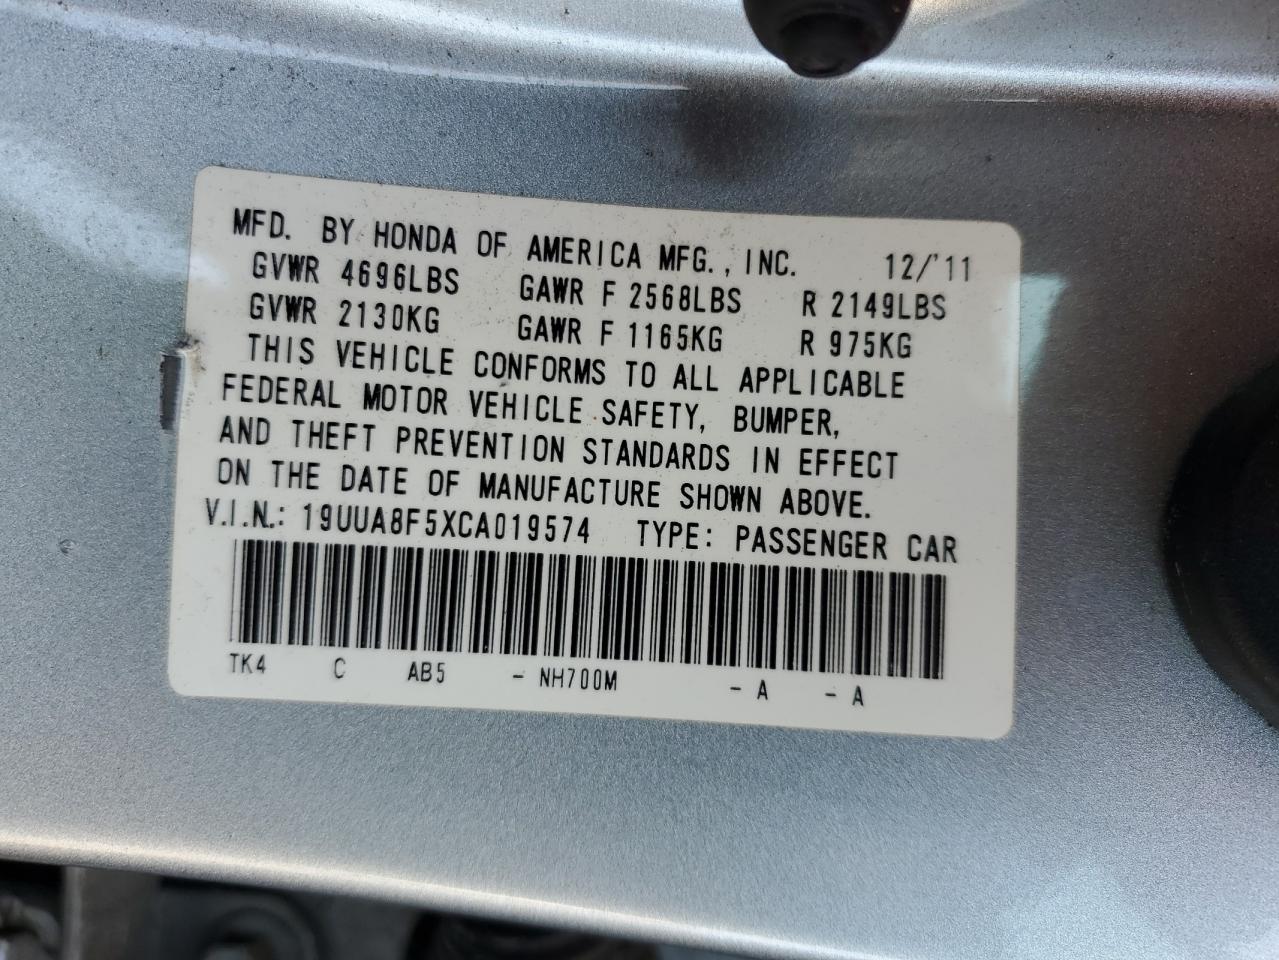 MFD. BY HONDA OF AMERICA MFG., INC. 12/'11
GVWR 4696LBS GAWR F 2568LBS R 2149LBS
GVWR 2130KG GAWR F 1165KG R 975KG
THIS VEHICLE CONFORMS TO ALL APPLICABLE
FEDERAL MOTOR VEHICLE SAFETY, BUMPER,
AND THEFT PREVENTION STANDARDS IN EFFECT
ON THE DATE OF MANUFACTURE SHOWN ABOVE.
V.I.N.: 19UUA8F5XCA019574 TYPE: PASSENGER CAR
TK4 C AB5 - NH700M - A - A